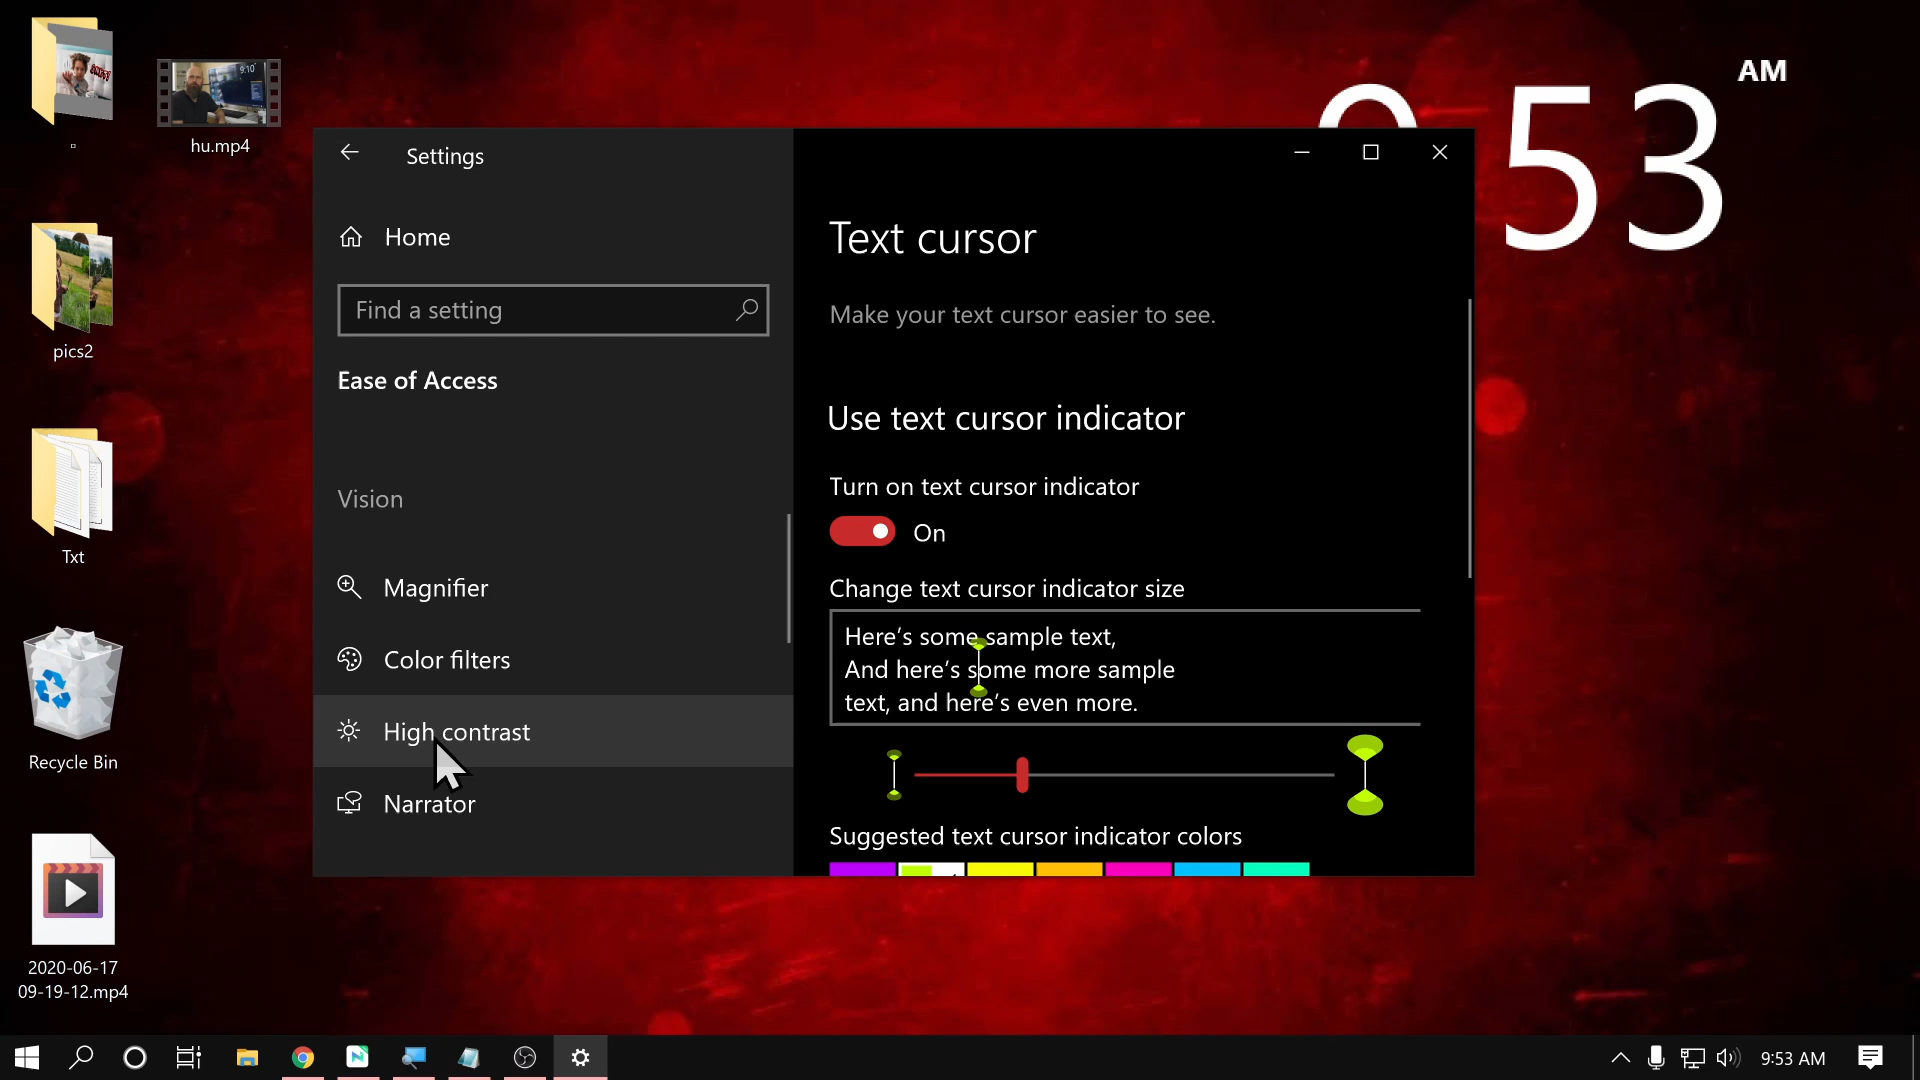 hu.mp4
pics2
Txt
Recycle Bin
2020-06-17
09-19-12.mp4
AM
53
Settings
Home
Find a setting
Ease of Access
Vision
Magnifier
Color filters
High contrast
Narrator
Text cursor
Make your text cursor easier to see.
Use text cursor indicator
Turn on text cursor indicator
On
Change text cursor indicator size
Here's some sample text,
And here's some more sample
text, and here's even more.
Suggested text cursor indicator colors
9:53 AM